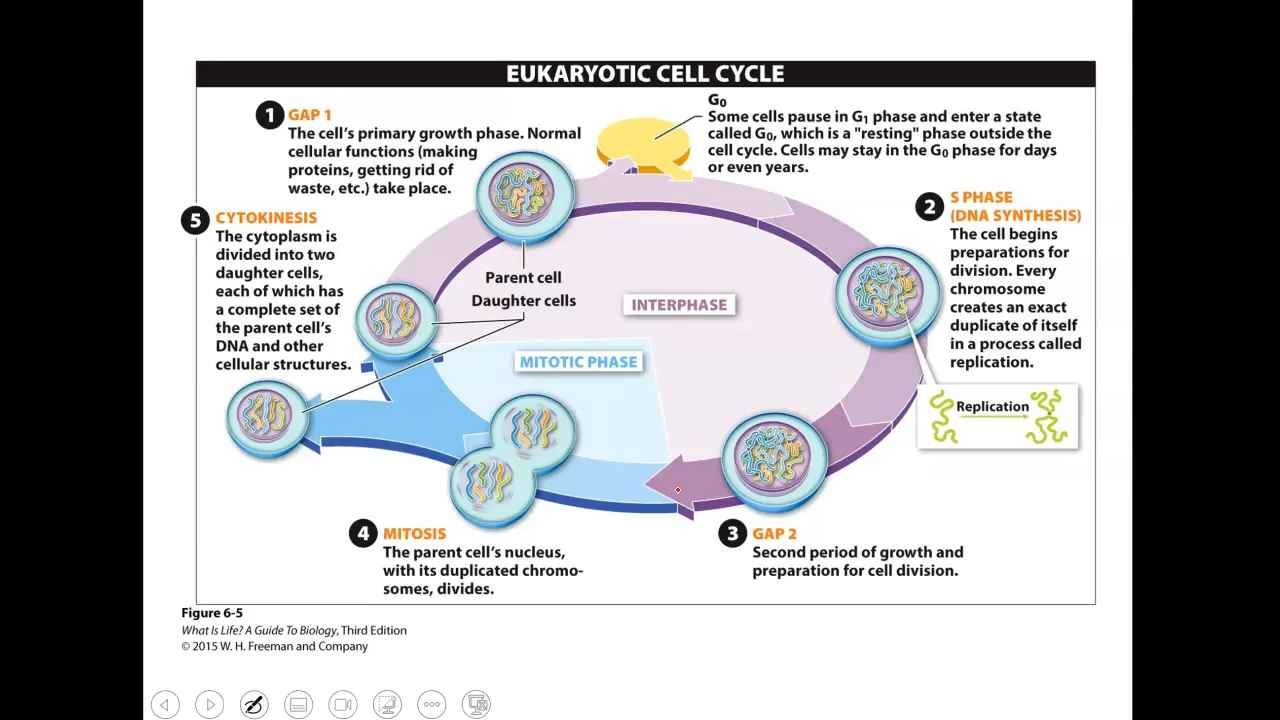 EUKARYOTIC CELL CYCLE
1 GAP 1
The cell's primary growth phase. Normal
cellular functions (making
proteins, getting rid of
waste, etc.) take place.
G₀
Some cells pause in G₁ phase and enter a state
called G₀, which is a "resting" phase outside the
cell cycle. Cells may stay in the G₀ phase for days
or even years.
2 S PHASE
(DNA SYNTHESIS)
The cell begins
preparations for
division. Every
chromosome
creates an exact
duplicate of itself
in a process called
replication.
Replication
5 CYTOKINESIS
The cytoplasm is
divided into two
daughter cells,
each of which has
a complete set of
the parent cell's
DNA and other
cellular structures.
Parent cell
Daughter cells
INTERPHASE
MITOTIC PHASE
4 MITOSIS
The parent cell's nucleus,
with its duplicated chromo-
somes, divides.
3 GAP 2
Second period of growth and
preparation for cell division.
Figure 6-5
What Is Life? A Guide To Biology, Third Edition
© 2015 W. H. Freeman and Company